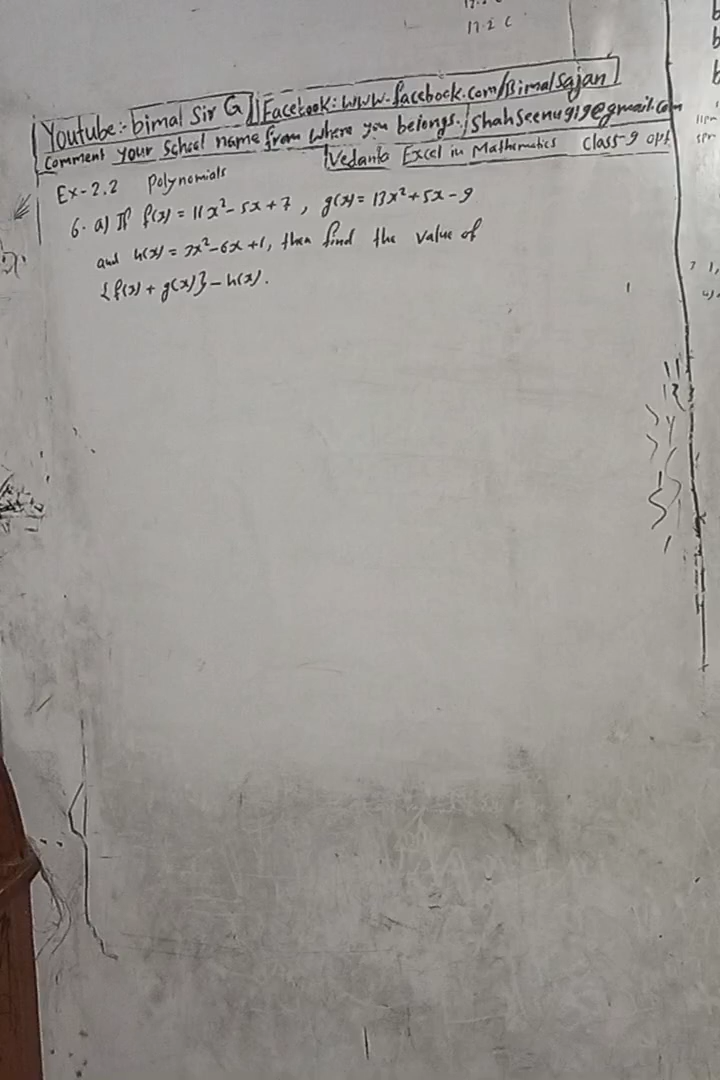 17.2 C
Youtube:- bimal Sir G Facebook: www.facebook.com/Bimalsajan
Comment your School name from where you belongs. / Shahseenu919@gmail.com
Vedanta Excel in Mathematics Class-9 opt
Ex-2.2 Polynomials
6. a) If f(x) = 11x²-5x+7, g(x)= 13x²+5x-9
and h(x) = 7x²-6x+1, then find the value of
{f(x) + g(x)} - h(x).